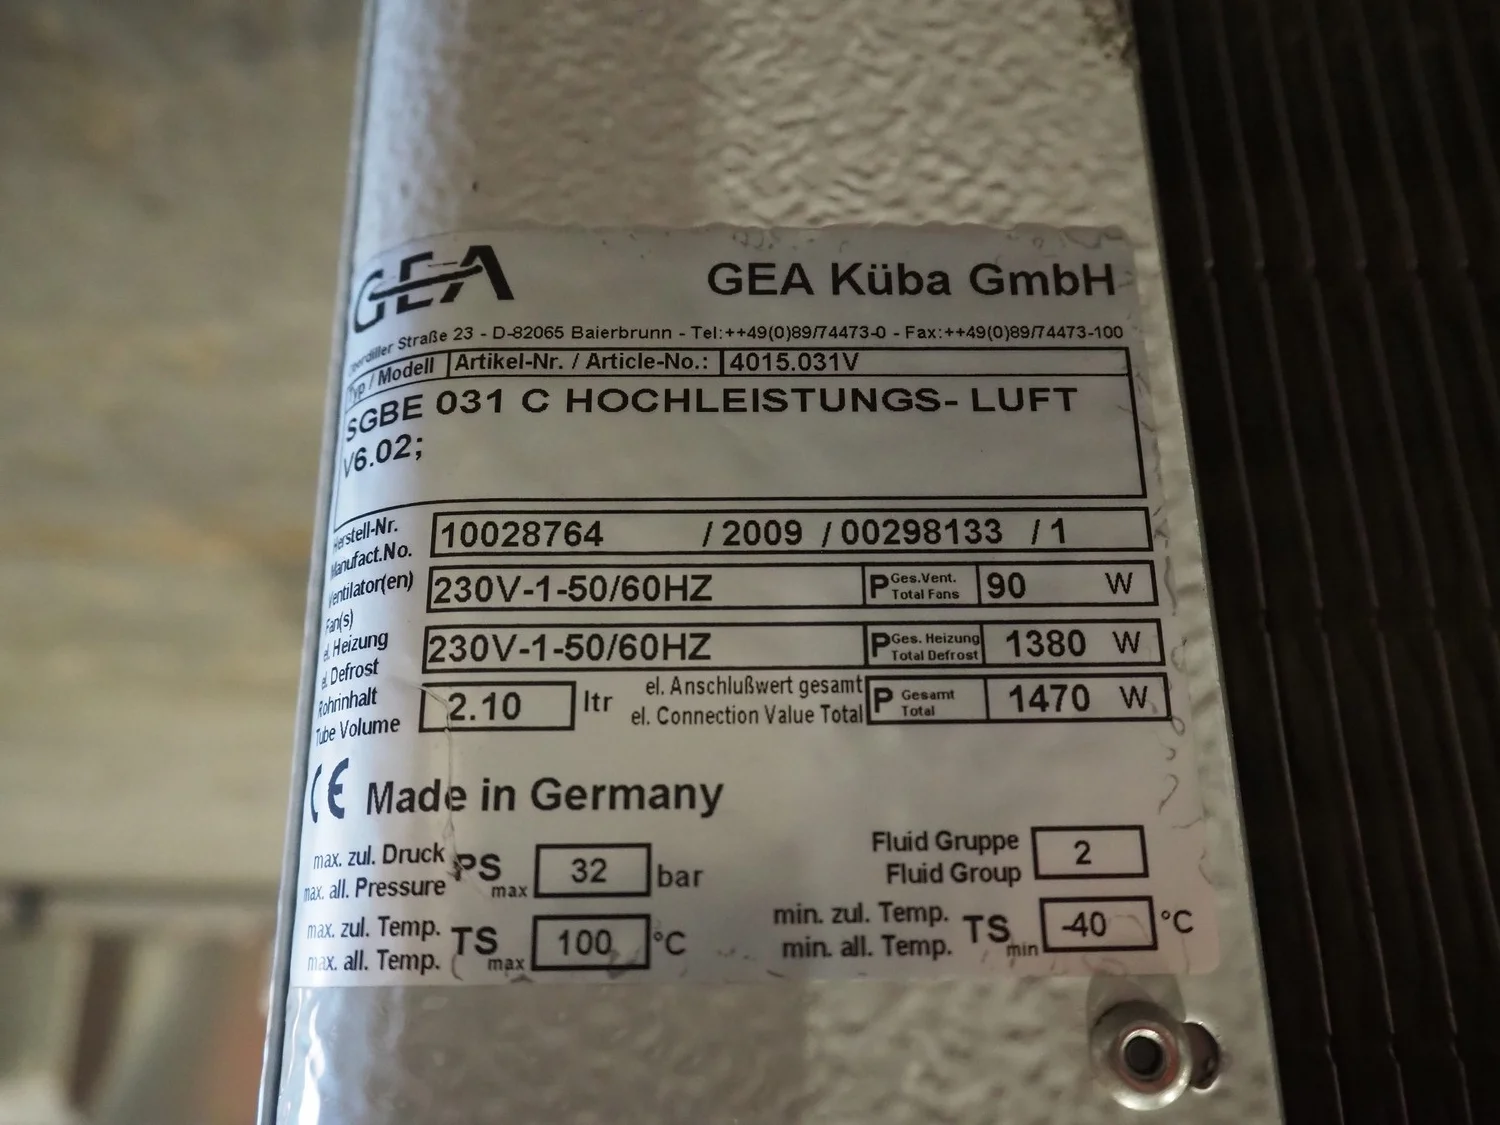 GEA GEA Küba GmbH
Straße 23 - D-82065 Baierbrunn - Tel:++49(0)89/74473-0 - Fax:++49(0)89/74473-100
Typ / Modell Artikel-Nr. / Article-No.: 4015.031V
SGBE 031 C HOCHLEISTUNGS- LUFT
V6.02;
Herstell-Nr.
Manufact.No. 10028764 / 2009 / 00298133 / 1
Ventilator(en)
Fan(s) 230V-1-50/60HZ P Ges.Vent. Total Fans 90 W
el. Heizung
el. Defrost 230V-1-50/60HZ P Ges. Heizung Total Defrost 1380 W
Rohrinhalt el. Anschlußwert gesamt
Tube Volume 2.10 ltr el. Connection Value Total P Gesamt Total 1470 W
CE Made in Germany
max. zul. Druck Fluid Gruppe
max. all. Pressure PS max 32 bar Fluid Group 2
max. zul. Temp. min. zul. Temp.
max. all. Temp. TS max 100 °C min. all. Temp. TS min -40 °C